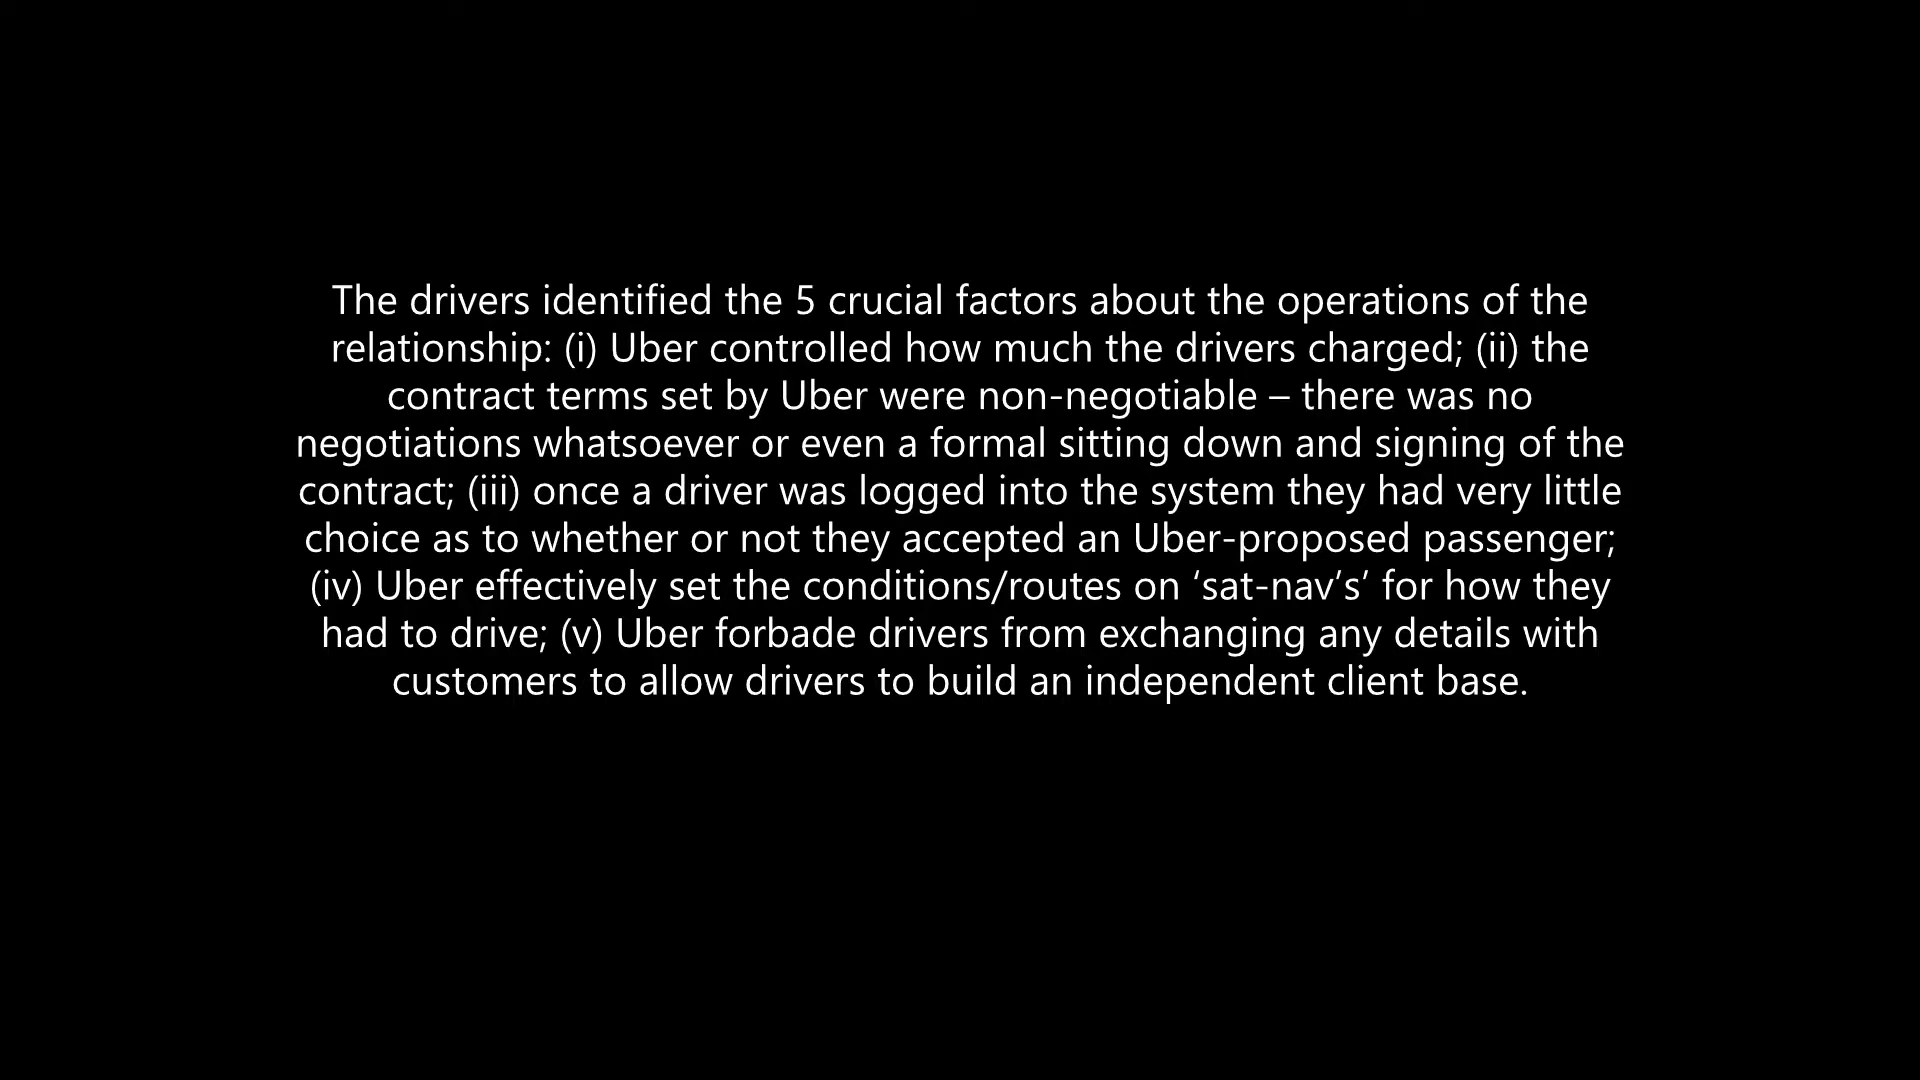 The drivers identified the 5 crucial factors about the operations of the
relationship: (i) Uber controlled how much the drivers charged; (ii) the
contract terms set by Uber were non-negotiable – there was no
negotiations whatsoever or even a formal sitting down and signing of the
contract; (iii) once a driver was logged into the system they had very little
choice as to whether or not they accepted an Uber-proposed passenger;
(iv) Uber effectively set the conditions/routes on ‘sat-nav’s’ for how they
had to drive; (v) Uber forbade drivers from exchanging any details with
customers to allow drivers to build an independent client base.